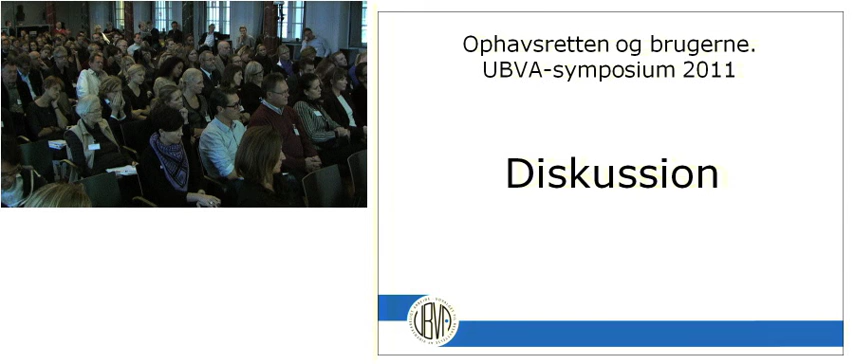 Ophavsretten og brugerne.
UBVA-symposium 2011
Diskussion
UBVA